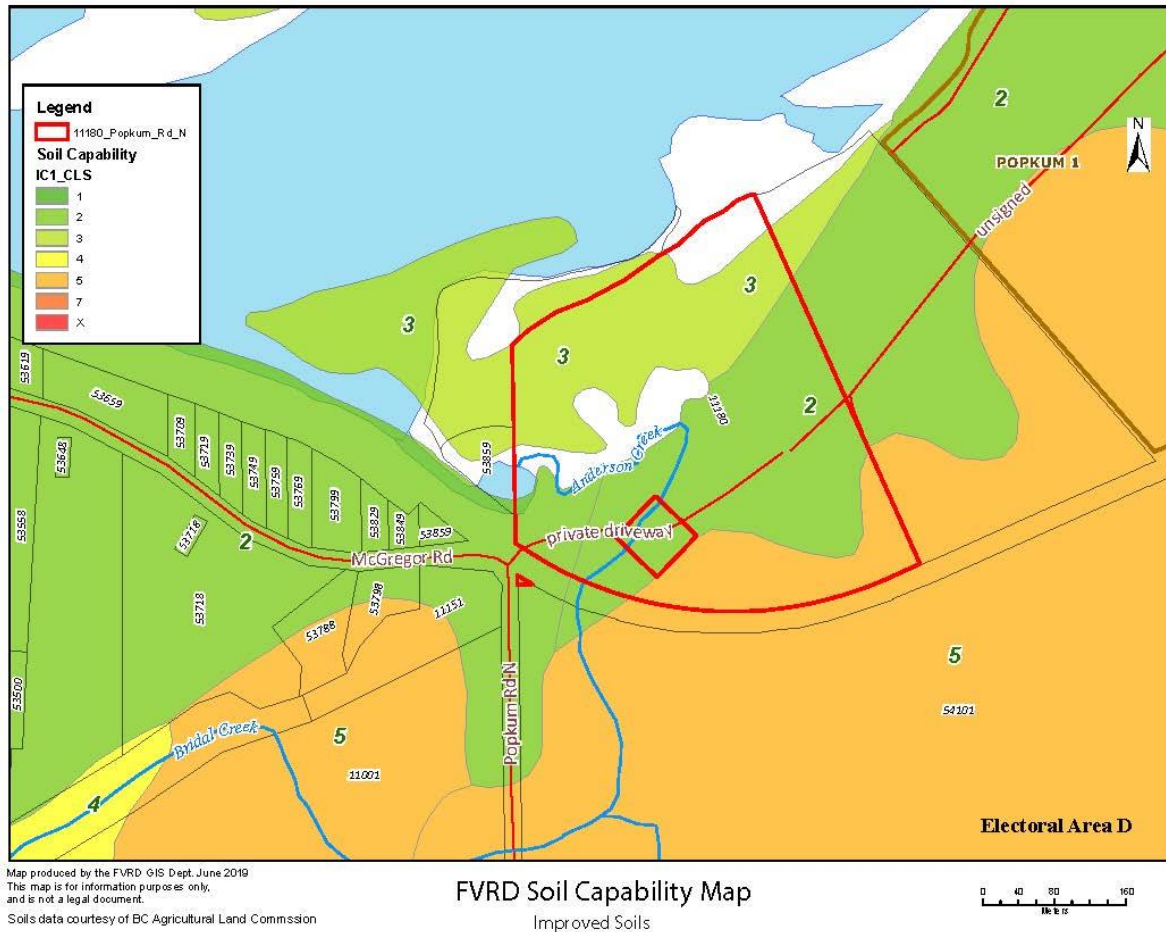 Legend
11180_Popkum_Rd_N
Soil Capability
IC1_CLS
1
2
3
4
5
7
X
2
N
POPKUM 1
unsigned
3
3
3
2
11180
53619
53659
53709
53719
53739
53749
53759
53769
53799
53829
53849
53859
53859
53648
53558
53718
2
53718
53500
McGregor Rd
Anderson Creek
private driveway
53798
53788
11151
Popkum Rd N
5
54101
Bridal Creek
5
11001
4
Electoral Area D
Map produced by the FVRD GIS Dept. June 2019
This map is for information purposes only,
and is not a legal document.
Soils data courtesy of BC Agricultural Land Commssion
FVRD Soil Capability Map
Improved Soils
0 40 80 160
Meters